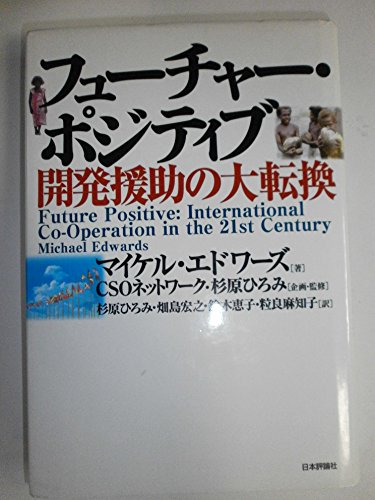 フューチャー・
ポジティブ
開発援助の大転換
Future Positive: International
Co-Operation in the 21st Century
Michael Edwards
マイケル・エドワーズ[著]
CSOネットワーク・杉原ひろみ[企画・監修]
杉原ひろみ・畑島宏之・鈴木恵子・粒良麻知子[訳]
日本評論社